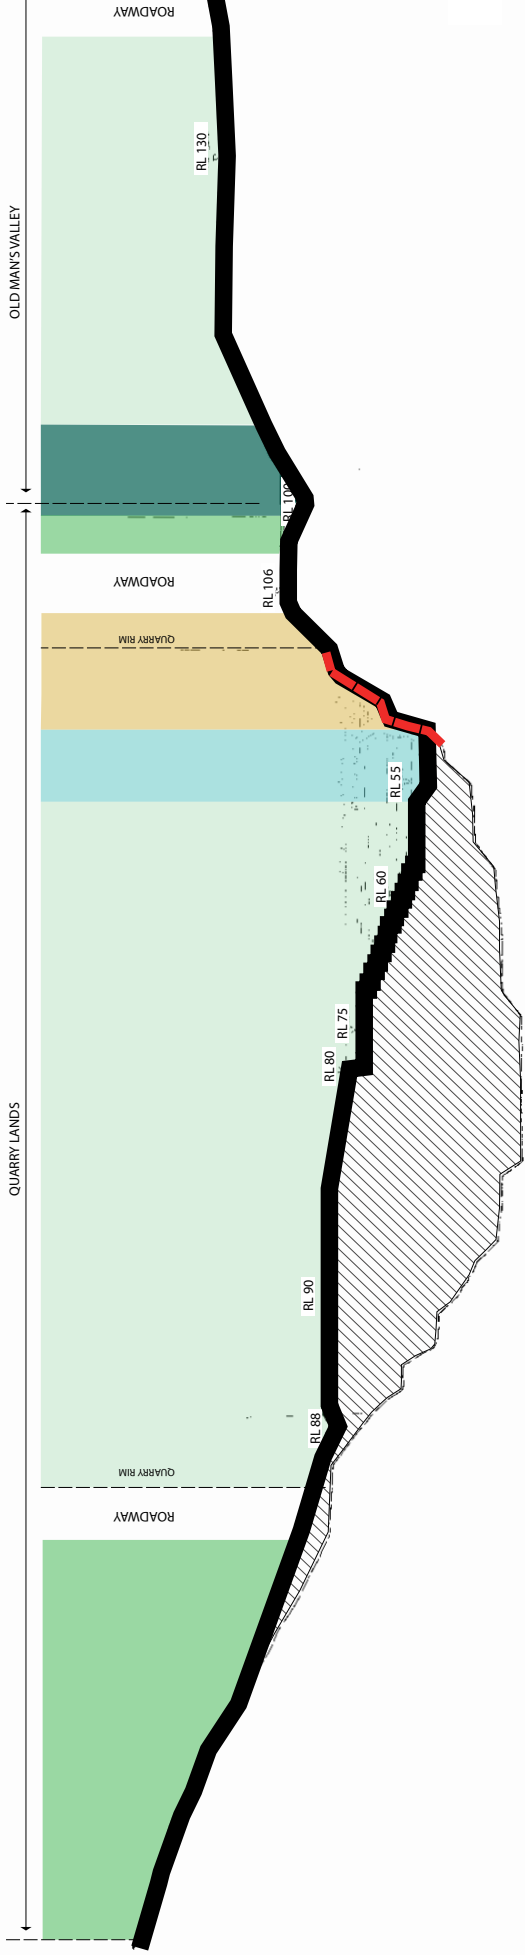 ROADWAY
RL 130
OLD MAN'S VALLEY
RL 100
ROADWAY
RL 106
QUARRY RIM
RL 55
RL 60
RL 75
RL 80
QUARRY LANDS
RL 90
RL 88
QUARRY RIM
ROADWAY